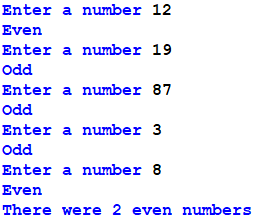 Enter a number 12
Even
Enter a number 19
Odd
Enter a number 87
Odd
Enter a number 3
Odd
Enter a number 8
Even
There were 2 even numbers